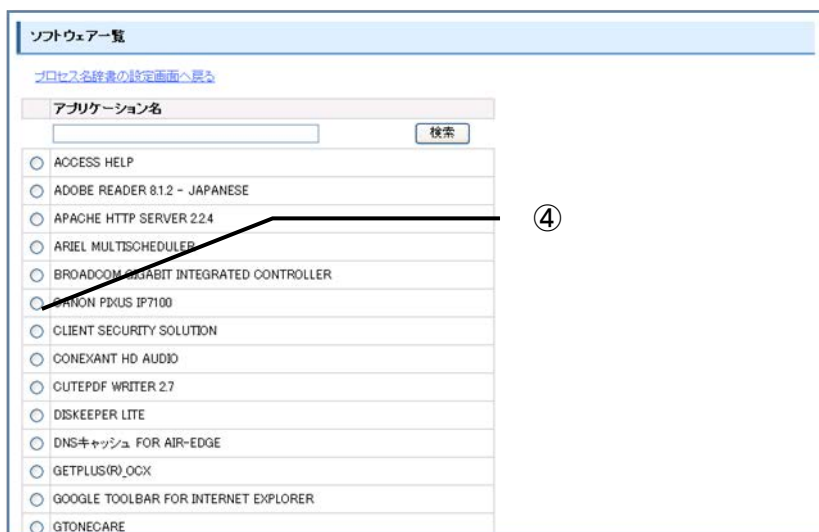 ソフトウェア一覧
プロセス名辞書の設定画面へ戻る
アプリケーション名
検索
ACCESS HELP
ADOBE READER 8.1.2 - JAPANESE
APACHE HTTP SERVER 2.2.4
④
ARIEL MULTISCHEDULER
BROADCOM GIGABIT INTEGRATED CONTROLLER
CANON PIXUS IP7100
CLIENT SECURITY SOLUTION
CONEXANT HD AUDIO
CUTEPDF WRITER 2.7
DISKEEPER LITE
DNSキャッシュ FOR AIR-EDGE
GETPLUS(R)_OCX
GOOGLE TOOLBAR FOR INTERNET EXPLORER
GTONECARE